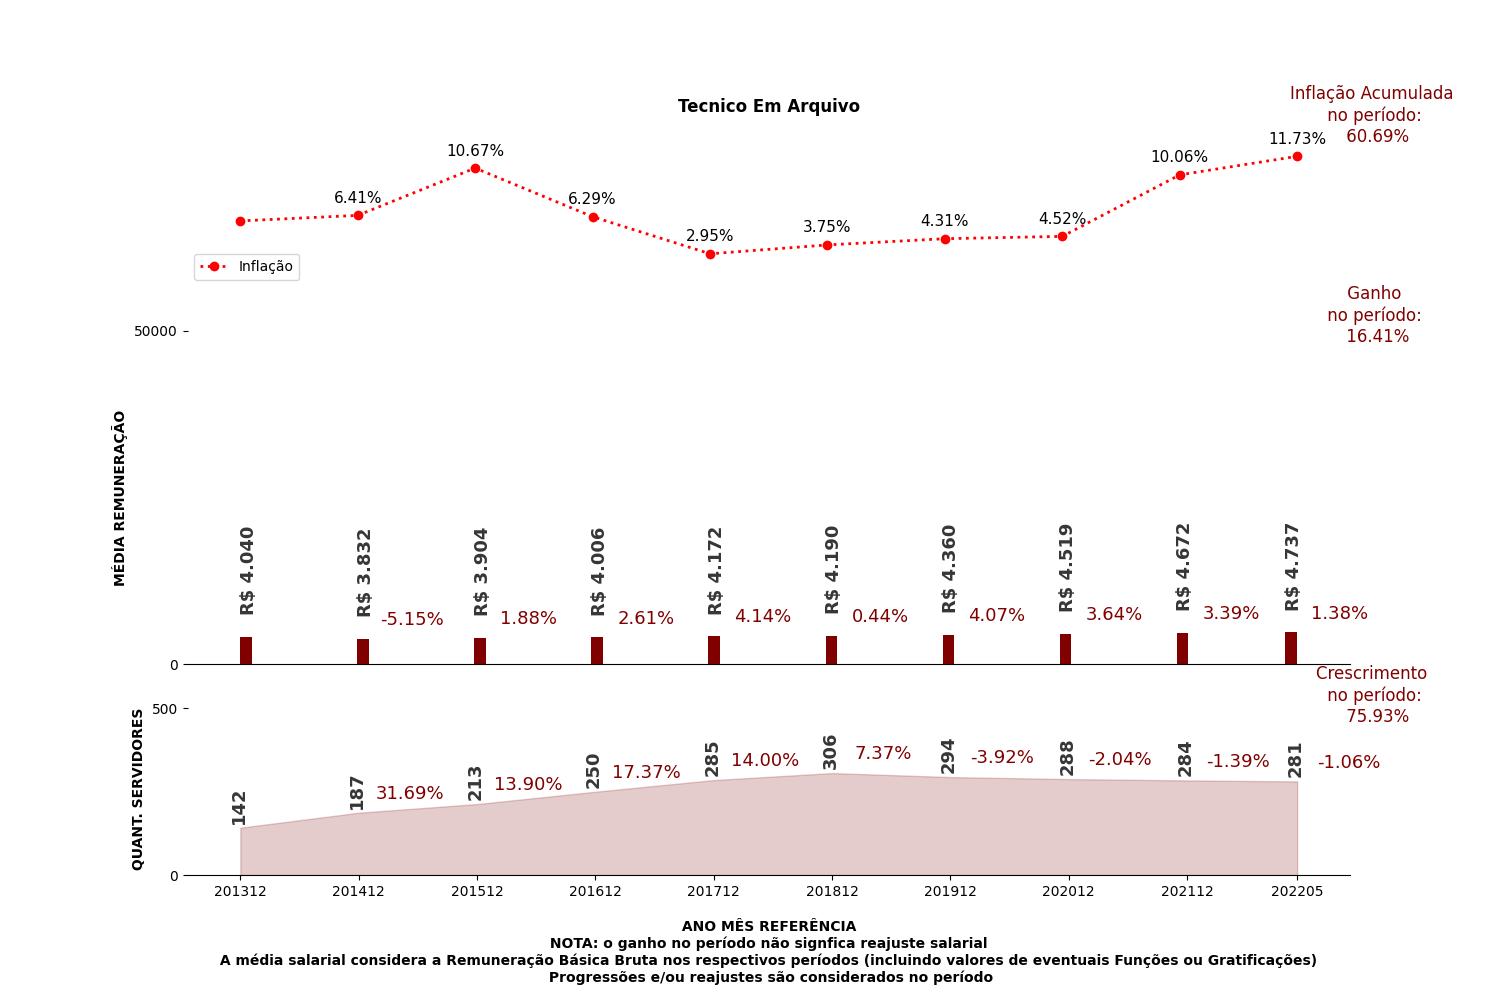 Tecnico Em Arquivo
Inflação Acumulada
no período:
60.69%
6.41%
10.67%
6.29%
2.95%
3.75%
4.31%
4.52%
10.06%
11.73%
Inflação
Ganho
no período:
16.41%
50000
0
MÉDIA REMUNERAÇÃO
R$ 4.040
R$ 3.832
R$ 3.904
R$ 4.006
R$ 4.172
R$ 4.190
R$ 4.360
R$ 4.519
R$ 4.672
R$ 4.737
-5.15%
1.88%
2.61%
4.14%
0.44%
4.07%
3.64%
3.39%
1.38%
Crescrimento
no período:
75.93%
500
0
QUANT. SERVIDORES
142
187
213
250
285
306
294
288
284
281
31.69%
13.90%
17.37%
14.00%
7.37%
-3.92%
-2.04%
-1.39%
-1.06%
201312
201412
201512
201612
201712
201812
201912
202012
202112
202205
ANO MÊS REFERÊNCIA
NOTA: o ganho no período não signfica reajuste salarial
A média salarial considera a Remuneração Básica Bruta nos respectivos períodos (incluindo valores de eventuais Funções ou Gratificações)
Progressões e/ou reajustes são considerados no período